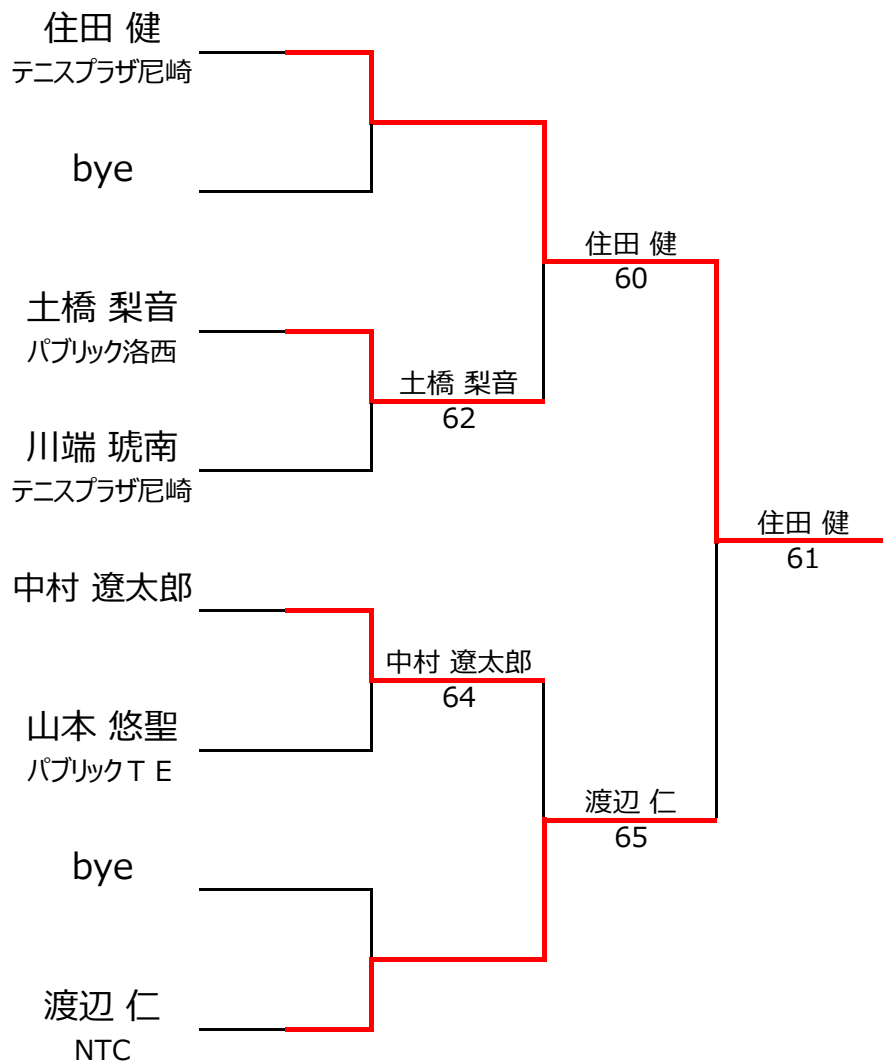 住田 健
テニスプラザ尼崎
bye
住田 健
60
土橋 梨音
パブリック洛西
土橋 梨音
62
川端 琥南
テニスプラザ尼崎
住田 健
61
中村 遼太郎
中村 遼太郎
64
山本 悠聖
パブリックＴＥ
渡辺 仁
65
bye
渡辺 仁
NTC